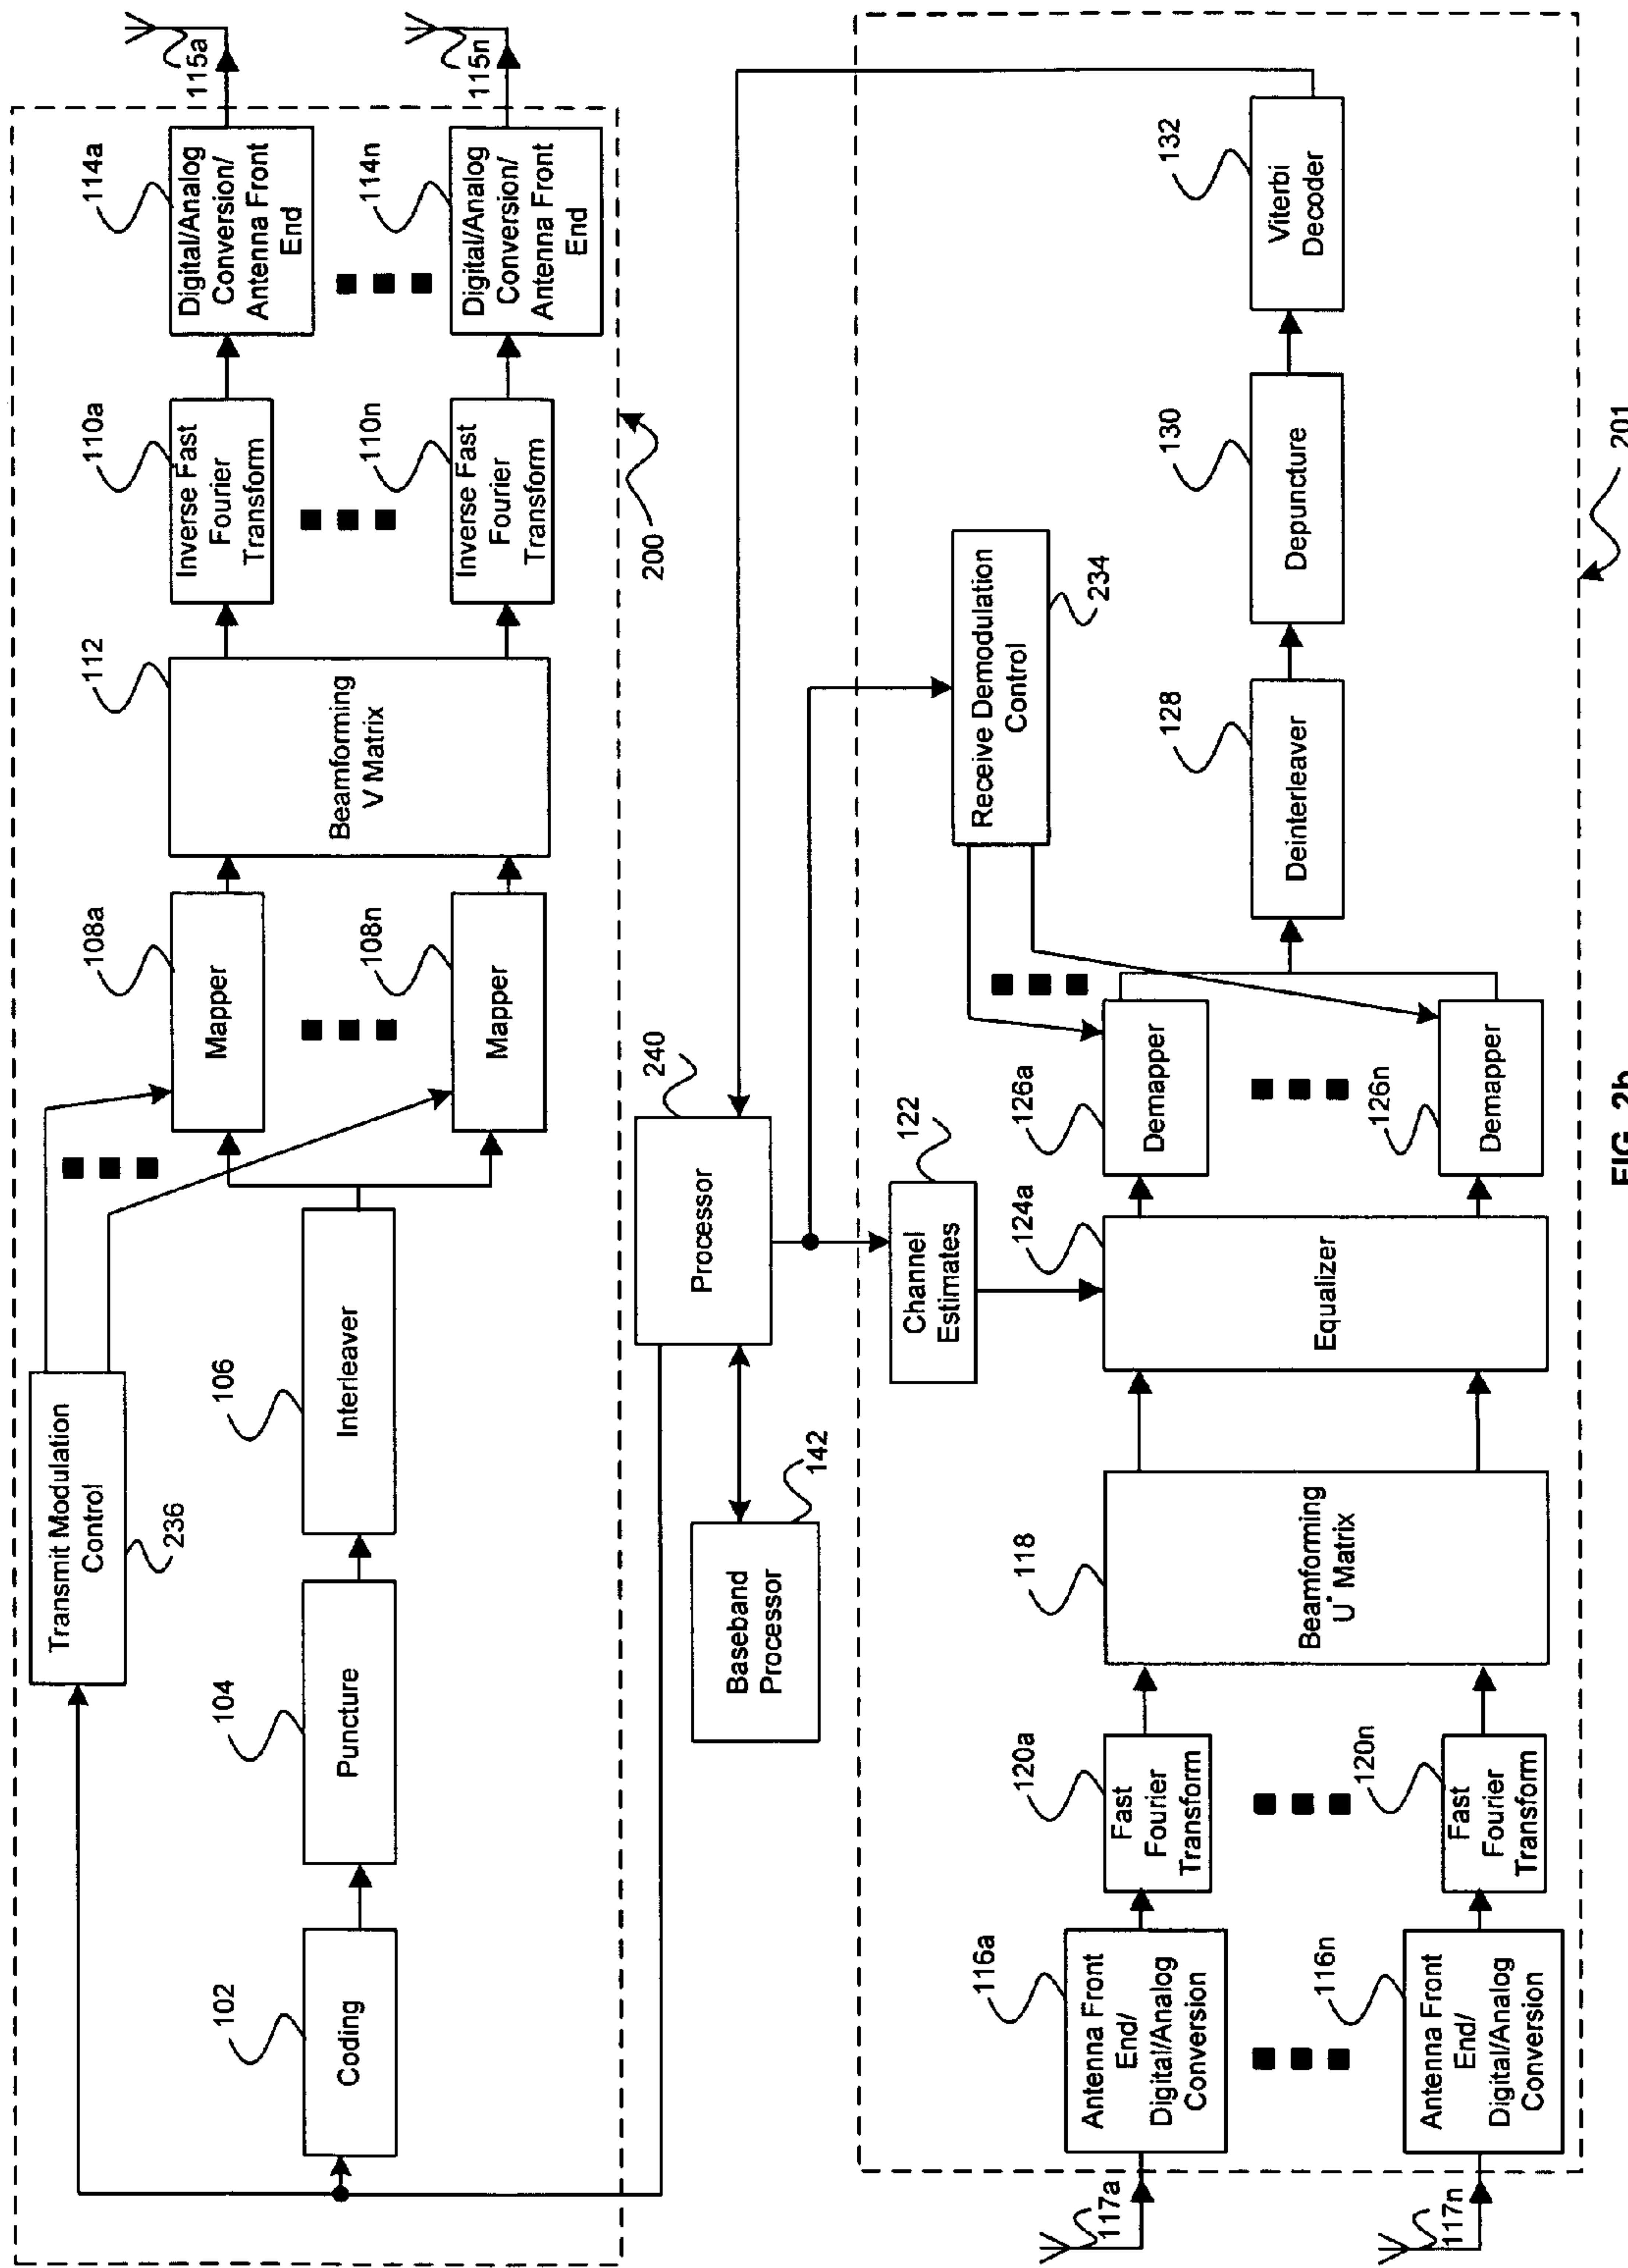 Transmit Modulation
Control
236
102
Coding
104
Puncture
106
Interleaver
108a
Mapper
108n
Mapper
112
Beamforming
V Matrix
110a
Inverse Fast
Fourier
Transform
110n
Inverse Fast
Fourier
Transform
114a
Digital/Analog
Conversion/
Antenna Front
End
114n
Digital/Analog
Conversion/
Antenna Front
End
115a
115n
200
240
Processor
142
Baseband
Processor
122
Channel
Estimates
Receive Demodulation
Control
234
117a
117n
116a
Antenna Front
End/
Digital/Analog
Conversion
116n
Antenna Front
End/
Digital/Analog
Conversion
120a
Fast
Fourier
Transform
120n
Fast
Fourier
Transform
118
Beamforming
U* Matrix
124a
Equalizer
126a
Demapper
126n
Demapper
128
Deinterleaver
130
Depuncture
132
Viterbi
Decoder
201
FIG. 2b